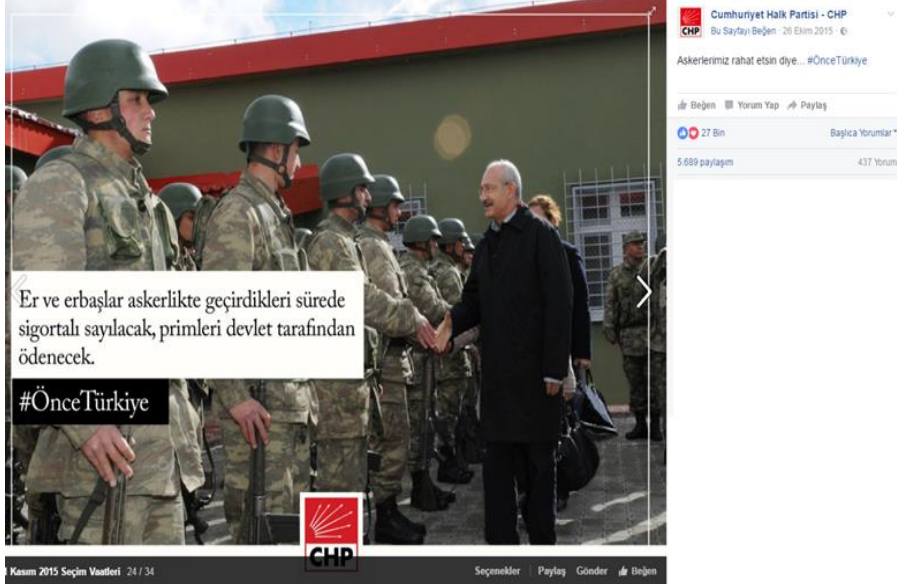 Er ve erbaşlar askerlikte geçirdikleri sürede
sigortalı sayılacak, primleri devlet tarafından
ödenecek.
#ÖnceTürkiye
CHP
1 Kasım 2015 Seçim Vaatleri 24 / 34
Seçenekler Paylaş Gönder Beğen
CHP
Cumhuriyet Halk Partisi - CHP
Bu Sayfayı Beğen · 26 Ekim 2015 ·
Askerlerimiz rahat etsin diye... #ÖnceTürkiye
Beğen Yorum Yap Paylaş
27 Bin
Başlıca Yorumlar
5.689 paylaşım
437 Yorum